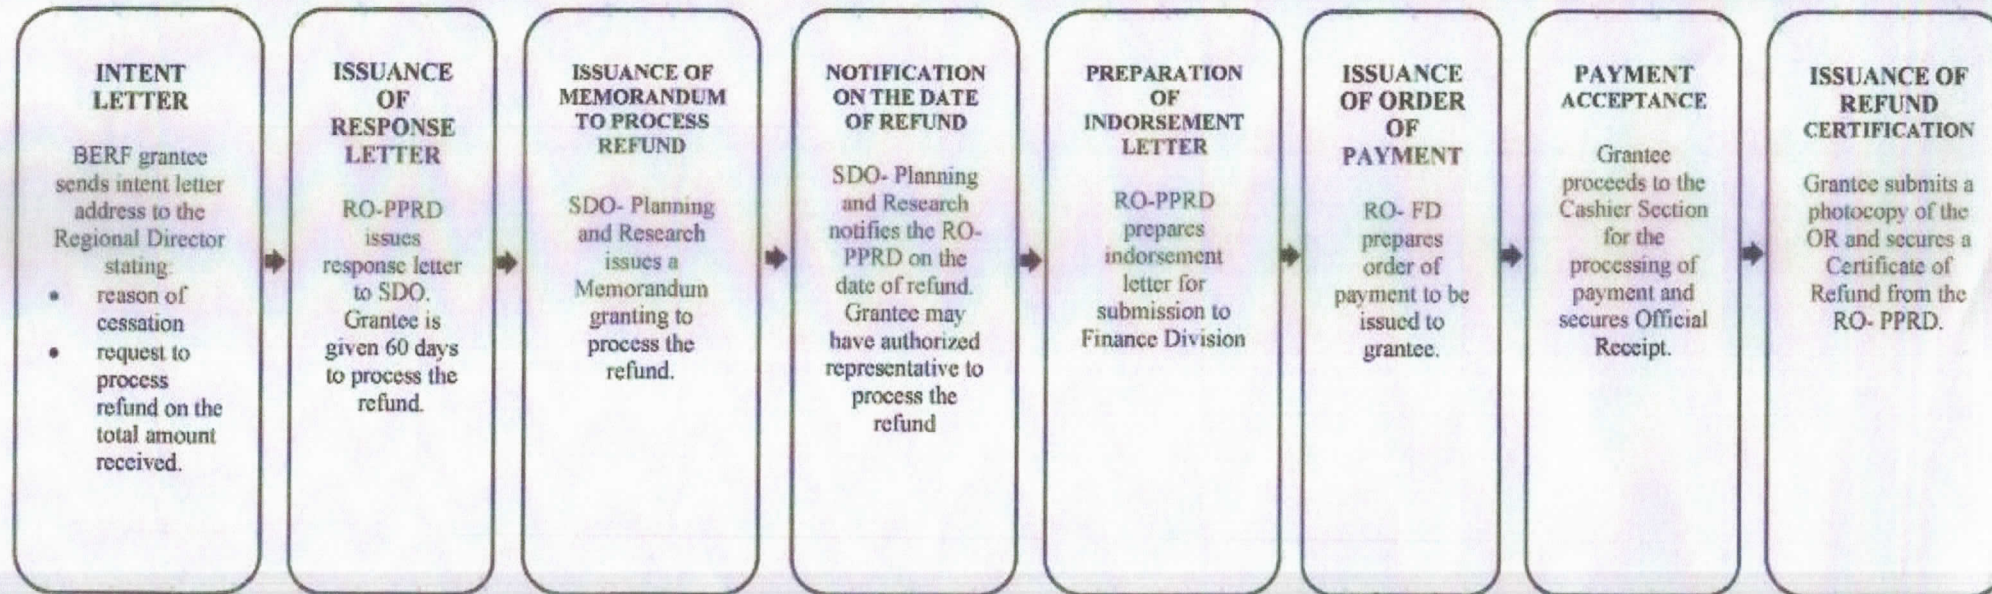 INTENT
LETTER
BERF grantee
sends intent letter
address to the
Regional Director
stating:
• reason of
cessation
• request to
process
refund on the
total amount
received.
ISSUANCE
OF
RESPONSE
LETTER
RO-PPRD
issues
response letter
to SDO.
Grantee is
given 60 days
to process the
refund.
ISSUANCE OF
MEMORANDUM
TO PROCESS
REFUND
SDO- Planning
and Research
issues a
Memorandum
granting to
process the
refund.
NOTIFICATION
ON THE DATE
OF REFUND
SDO- Planning
and Research
notifies the RO-
PPRD on the
date of refund.
Grantee may
have authorized
representative to
process the
refund
PREPARATION
OF
INDORSEMENT
LETTER
RO-PPRD
prepares
indorsement
letter for
submission to
Finance Division
ISSUANCE
OF ORDER
OF
PAYMENT
RO- FD
prepares
order of
payment to be
issued to
grantee.
PAYMENT
ACCEPTANCE
Grantee
proceeds to the
Cashier Section
for the
processing of
payment and
secures Official
Receipt.
ISSUANCE OF
REFUND
CERTIFICATION
Grantee submits a
photocopy of the
OR and secures a
Certificate of
Refund from the
RO- PPRD.